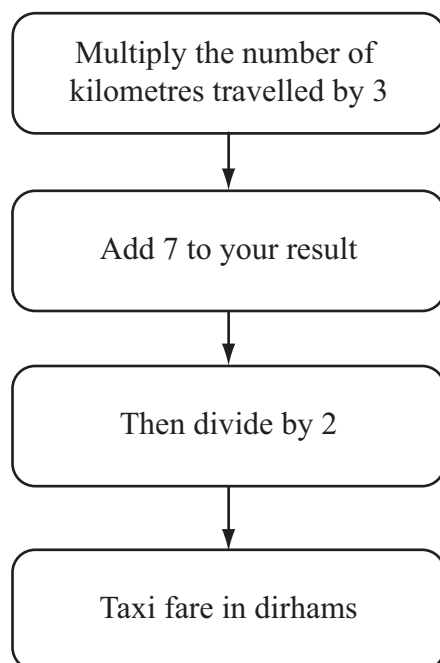 Multiply the number of
kilometres travelled by 3
Add 7 to your result
Then divide by 2
Taxi fare in dirhams